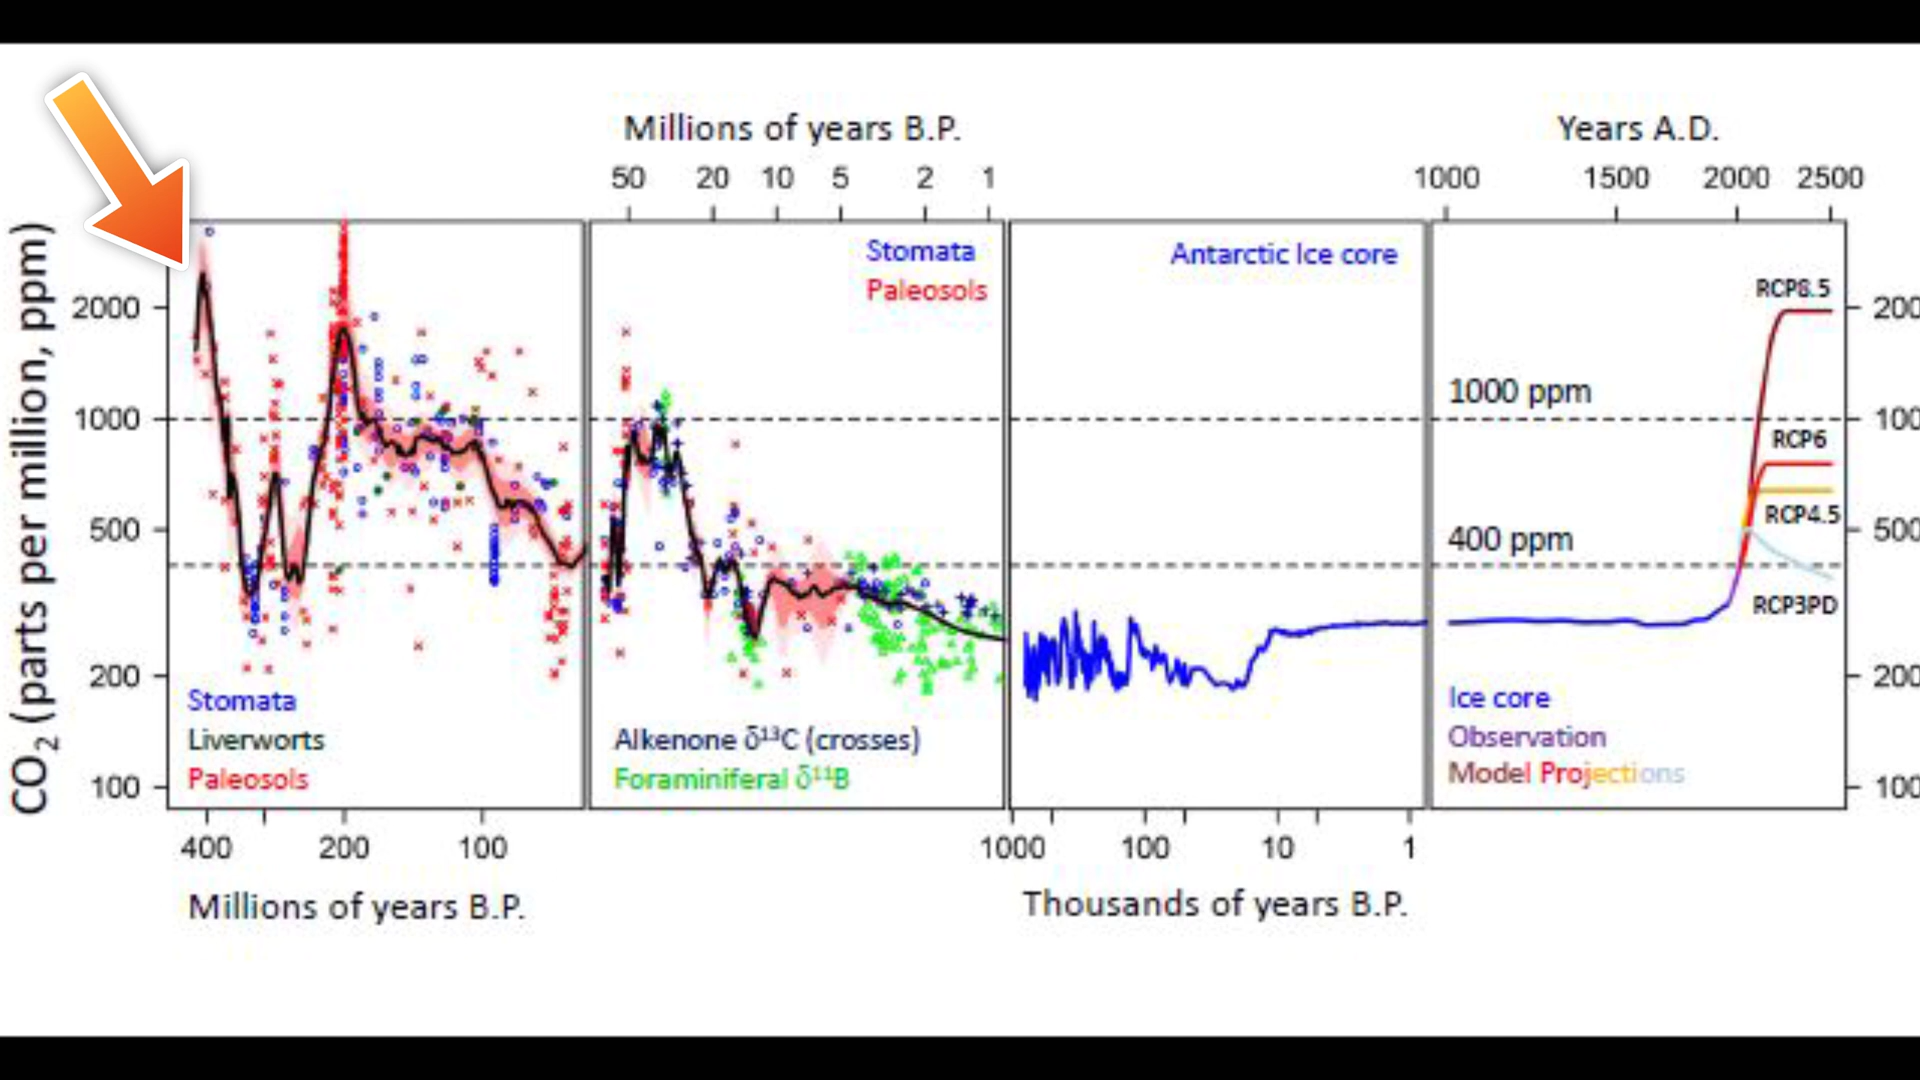 Millions of years B.P.
Years A.D.
50 20 10 5 2 1
1000 1500 2000 2500
CO2 (parts per million, ppm)
2000
1000
500
200
100
Stomata
Liverworts
Paleosols
400 200 100
Millions of years B.P.
Stomata
Paleosols
Alkenone δ¹³C (crosses)
Foraminiferal δ¹¹B
Antarctic Ice core
1000 100 10 1
Thousands of years B.P.
RCP8.5
1000 ppm
RCP6
RCP4.5
400 ppm
RCP3PD
Ice core
Observation
Model Projections
200
100
500
200
100